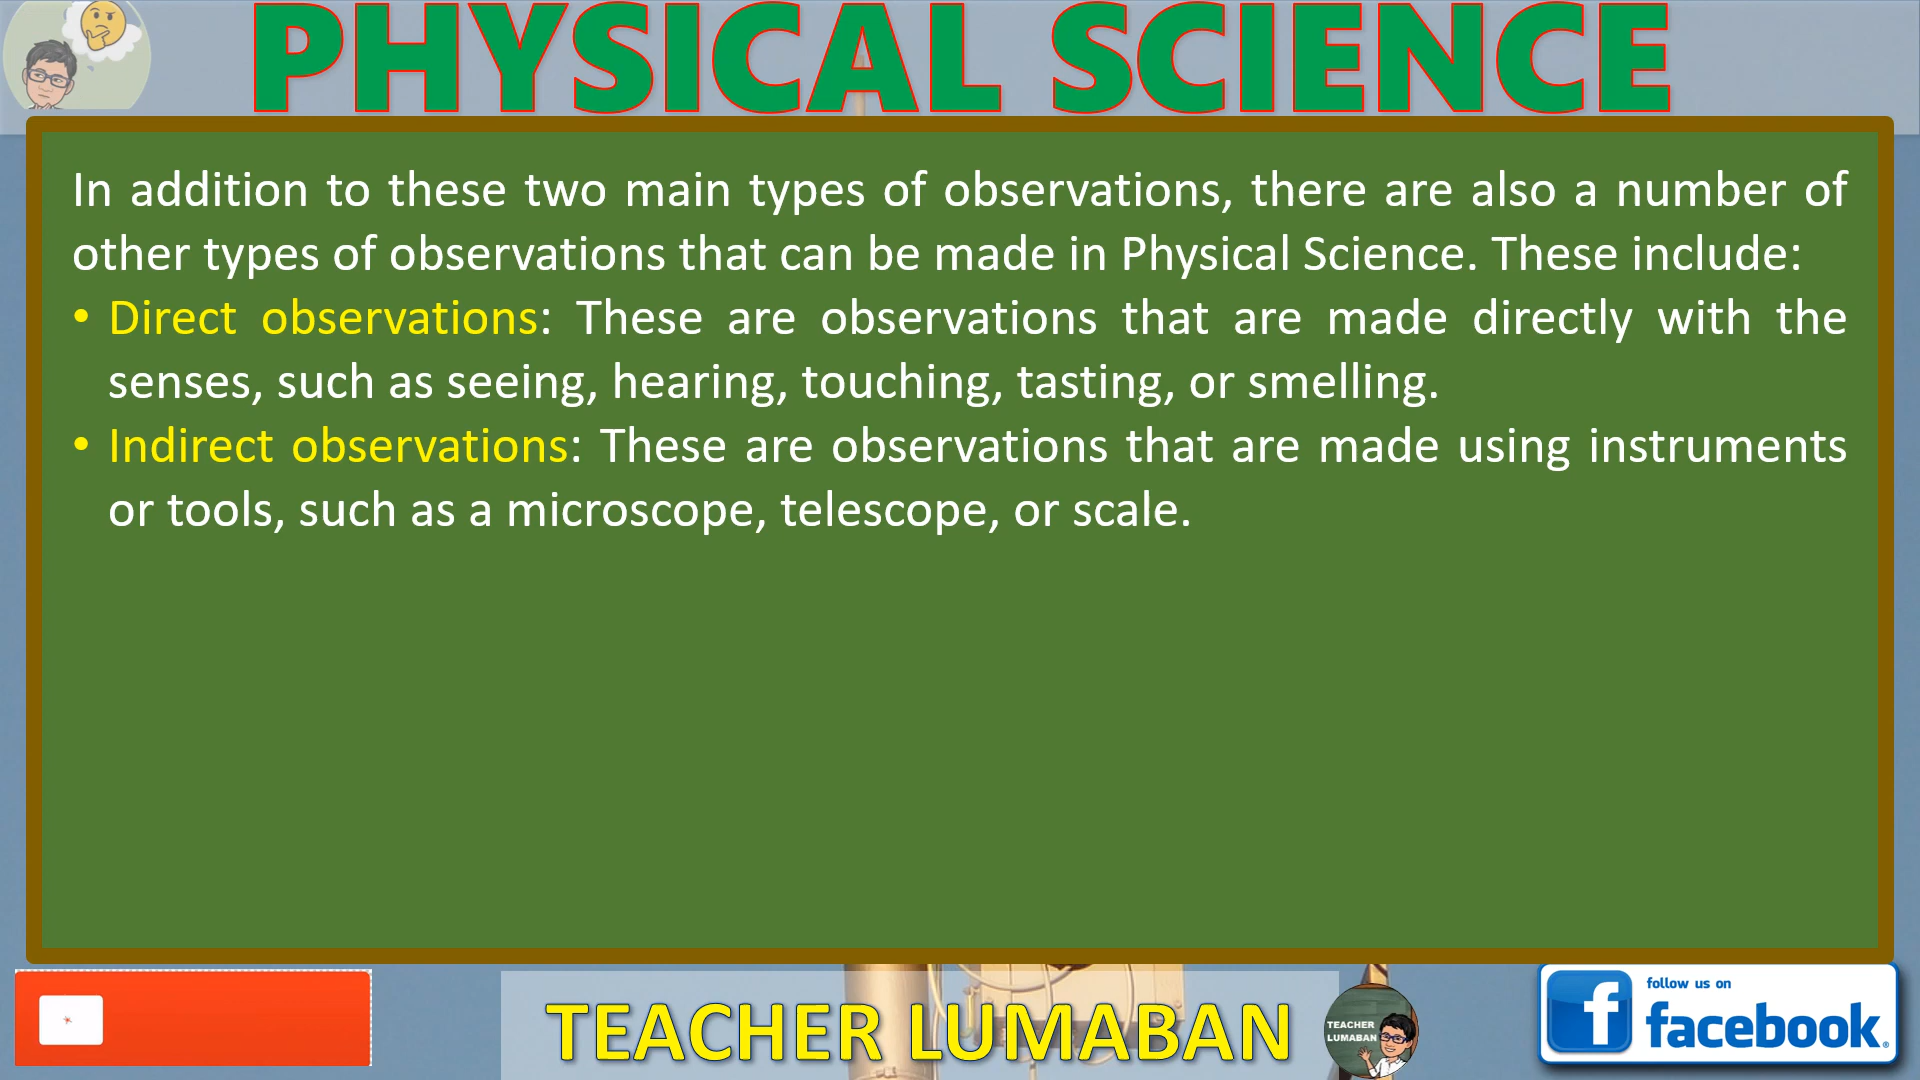 PHYSICAL SCIENCE
In addition to these two main types of observations, there are also a number of
other types of observations that can be made in Physical Science. These include:
• Direct observations: These are observations that are made directly with the
senses, such as seeing, hearing, touching, tasting, or smelling.
• Indirect observations: These are observations that are made using instruments
or tools, such as a microscope, telescope, or scale.
TEACHER LUMABAN
TEACHER
LUMABAN
f
follow us on
facebook